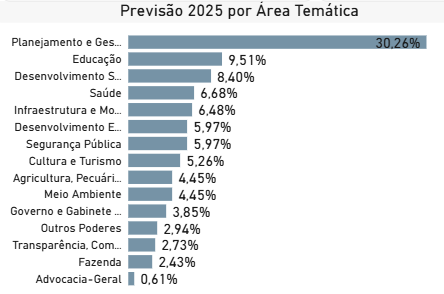 Previsão 2025 por Área Temática
Planejamento e Ges... 30,26%
Educação 9,51%
Desenvolvimento S... 8,40%
Saúde 6,68%
Infraestrutura e Mo... 6,48%
Desenvolvimento E... 5,97%
Segurança Pública 5,97%
Cultura e Turismo 5,26%
Agricultura, Pecuári... 4,45%
Meio Ambiente 4,45%
Governo e Gabinete ... 3,85%
Outros Poderes 2,94%
Transparência, Com... 2,73%
Fazenda 2,43%
Advocacia-Geral 0,61%